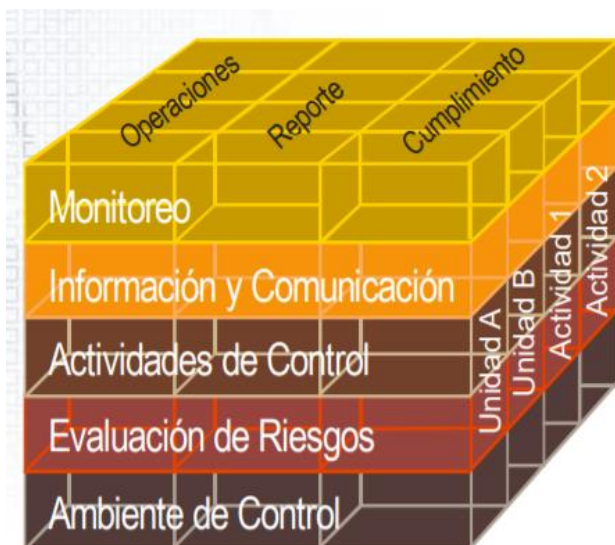 Operaciones
Reporte
Cumplimiento
Monitoreo
Información y Comunicación
Actividades de Control
Evaluación de Riesgos
Ambiente de Control
Unidad A
Unidad B
Actividad 1
Actividad 2